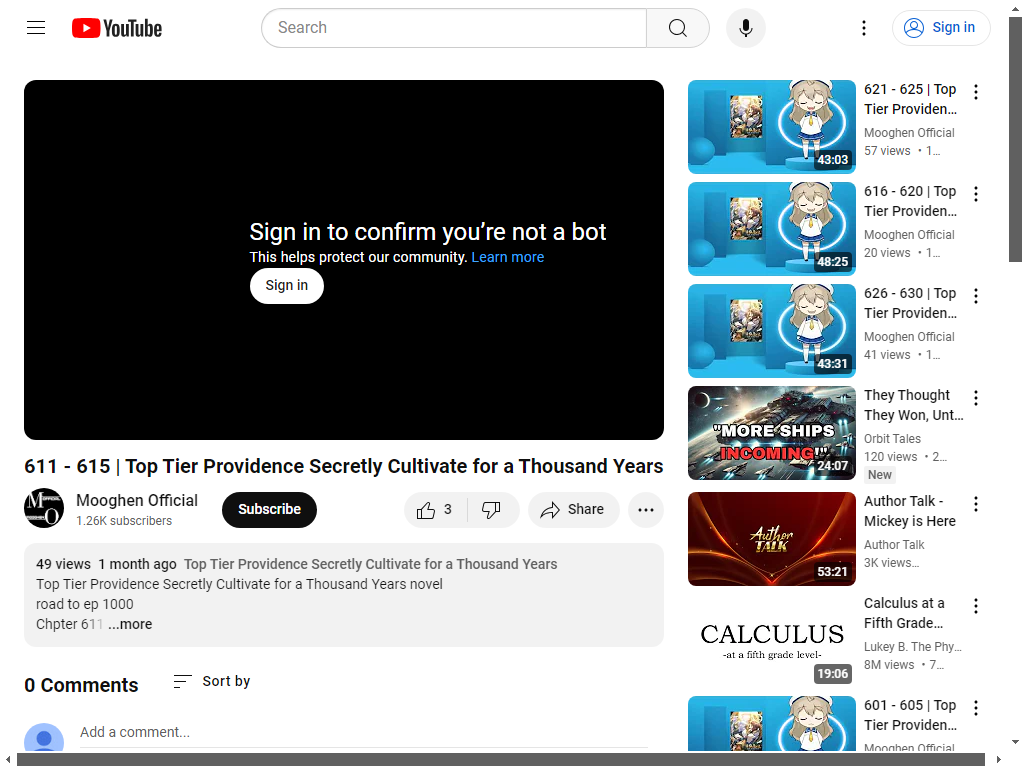 YouTube
Search
Sign in
Sign in to confirm you’re not a bot
This helps protect our community. Learn more
Sign in
611 - 615 | Top Tier Providence Secretly Cultivate for a Thousand Years
Mooghen Official
1.26K subscribers
Subscribe
3
Share
49 views 1 month ago Top Tier Providence Secretly Cultivate for a Thousand Years
Top Tier Providence Secretly Cultivate for a Thousand Years novel
road to ep 1000
Chpter 611 ...more
0 Comments
Sort by
Add a comment...
43:03
621 - 625 | Top
Tier Providen...
Mooghen Official
57 views • 1...
48:25
616 - 620 | Top
Tier Providen...
Mooghen Official
20 views • 1...
43:31
626 - 630 | Top
Tier Providen...
Mooghen Official
41 views • 1...
"MORE SHIPS
INCOMING!"
24:07
They Thought
They Won, Unt...
Orbit Tales
120 views • 2...
New
Author
TALK
53:21
Author Talk -
Mickey is Here
Author Talk
3K views...
CALCULUS
-at a fifth grade level-
19:06
Calculus at a
Fifth Grade...
Lukey B. The Phy...
8M views • 7...
601 - 605 | Top
Tier Providen...
Mooghen Official